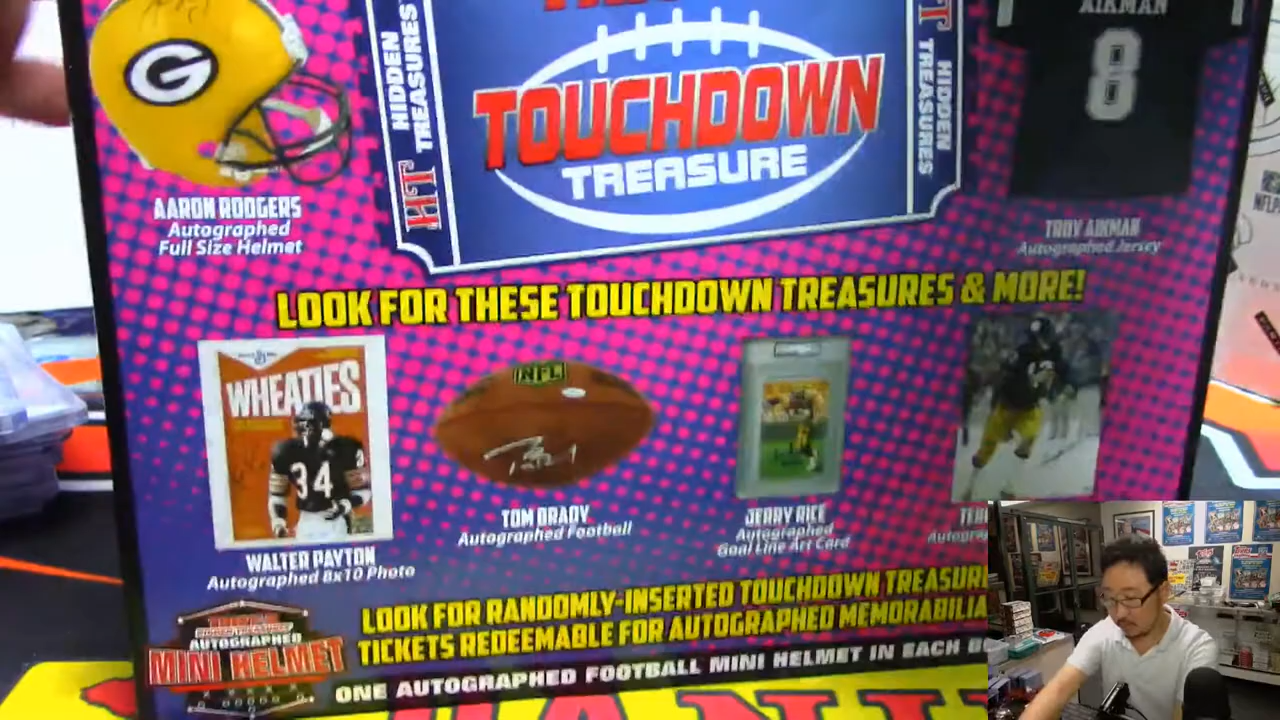 AIKMAN
8
HIDDEN
TREASURES
HT
TOUCHDOWN
TREASURE
HIDDEN
TREASURES
G
AARON RODGERS
Autographed
Full Size Helmet
TROY AIKMAN
Autographed Jersey
LOOK FOR THESE TOUCHDOWN TREASURES & MORE!
WHEATIES
34
NFL
WALTER PAYTON
Autographed 8x10 Photo
TOM BRADY
Autographed Football
JERRY RICE
Autographed
Goal Line Art Card
AUTOGRAPHED
MINI HELMET
LOOK FOR RANDOMLY-INSERTED TOUCHDOWN TREASUR
TICKETS REDEEMABLE FOR AUTOGRAPHED MEMORABILIA
ONE AUTOGRAPHED FOOTBALL MINI HELMET IN EACH